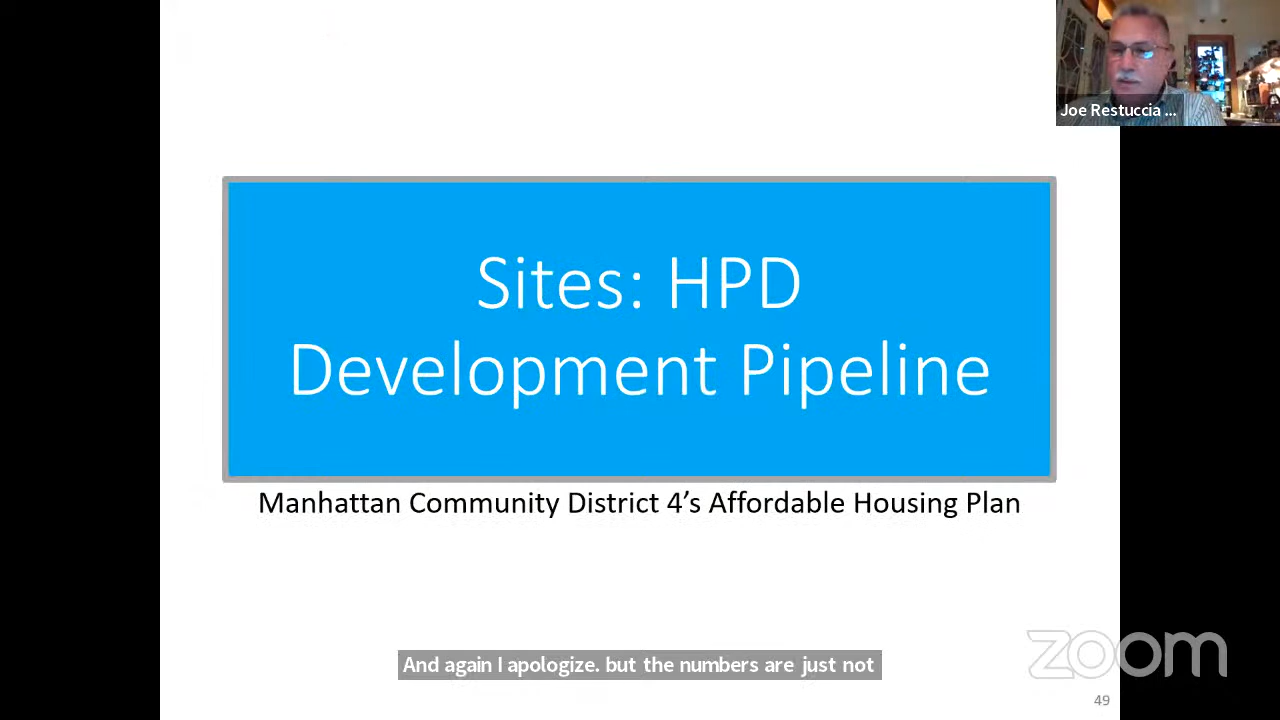 Joe Restuccia ...
Sites: HPD
Development Pipeline
Manhattan Community District 4’s Affordable Housing Plan
And again I apologize. but the numbers are just not
zoom
49